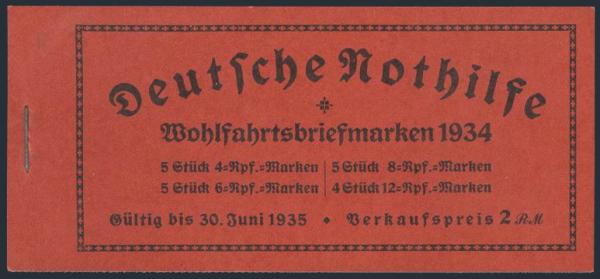 Deutſche Nothilfe
Wohlfahrtsbriefmarken 1934
5 Stück 4=Rpf.=Marken | 5 Stück 8=Rpf.=Marken
5 Stück 6=Rpf.=Marken | 4 Stück 12=Rpf.=Marken
Gültig bis 30. Juni 1935 • Verkaufspreis 2 RM